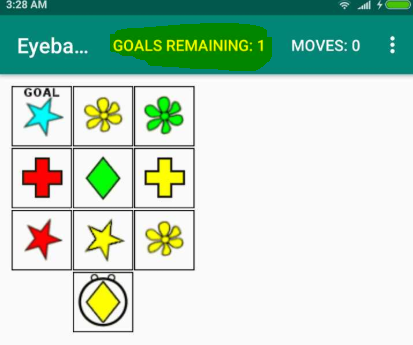 3:28 AM
Eyeba... GOALS REMAINING: 1 MOVES: 0
GOAL